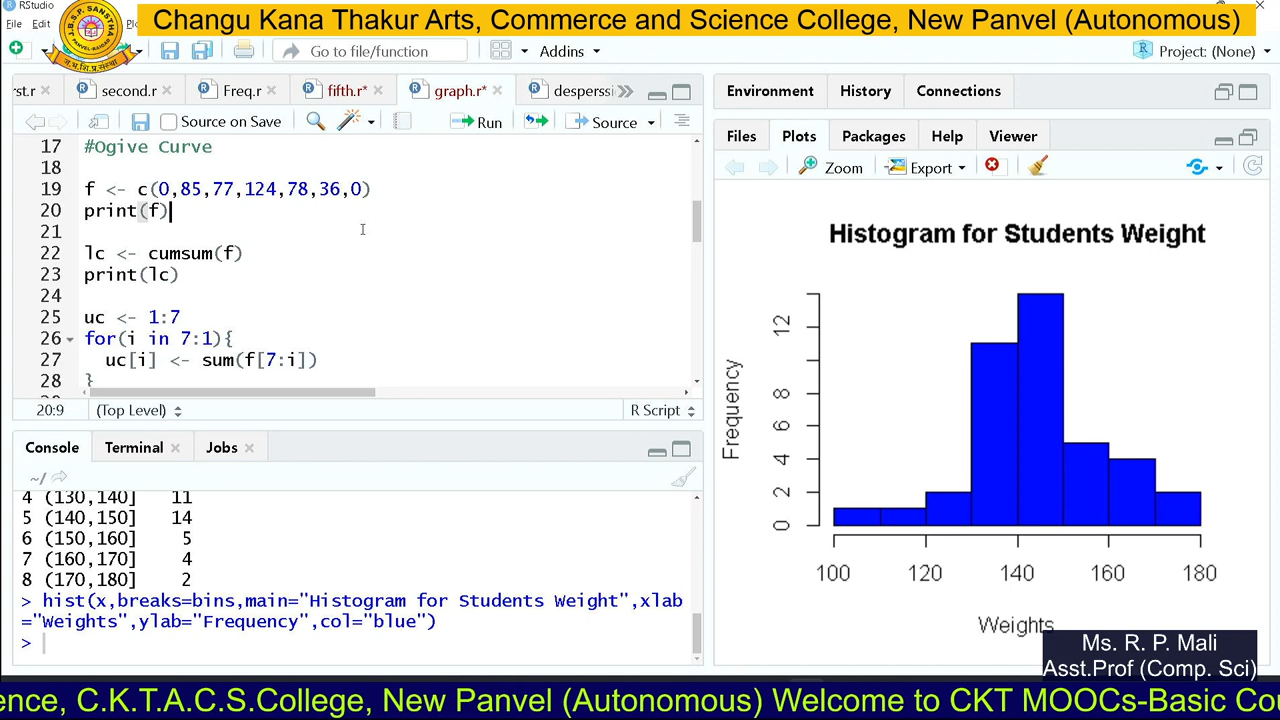 RStudio
Changu Kana Thakur Arts, Commerce and Science College, New Panvel (Autonomous)
File Edit
Go to file/function
Addins
Project: (None)
rst.r
second.r
Freq.r
fifth.r*
graph.r*
desperssi
Source on Save
Run
Source
17 #Ogive Curve
18
19 f <- c(0,85,77,124,78,36,0)
20 print(f)
21
22 lc <- cumsum(f)
23 print(lc)
24
25 uc <- 1:7
26 for(i in 7:1){
27 uc[i] <- sum(f[7:i])
28 }
20:9 (Top Level) R Script
Console Terminal Jobs
~/
4 (130,140] 11
5 (140,150] 14
6 (150,160] 5
7 (160,170] 4
8 (170,180] 2
> hist(x,breaks=bins,main="Histogram for Students Weight",xlab
="Weights",ylab="Frequency",col="blue")
>
Environment History Connections
Files Plots Packages Help Viewer
Zoom Export
Histogram for Students Weight
Frequency
12
8
6
4
2
0
100 120 140 160 180
Weights
Ms. R. P. Mali
Asst.Prof (Comp. Sci)
ence, C.K.T.A.C.S.College, New Panvel (Autonomous) Welcome to CKT MOOCs-Basic Cou